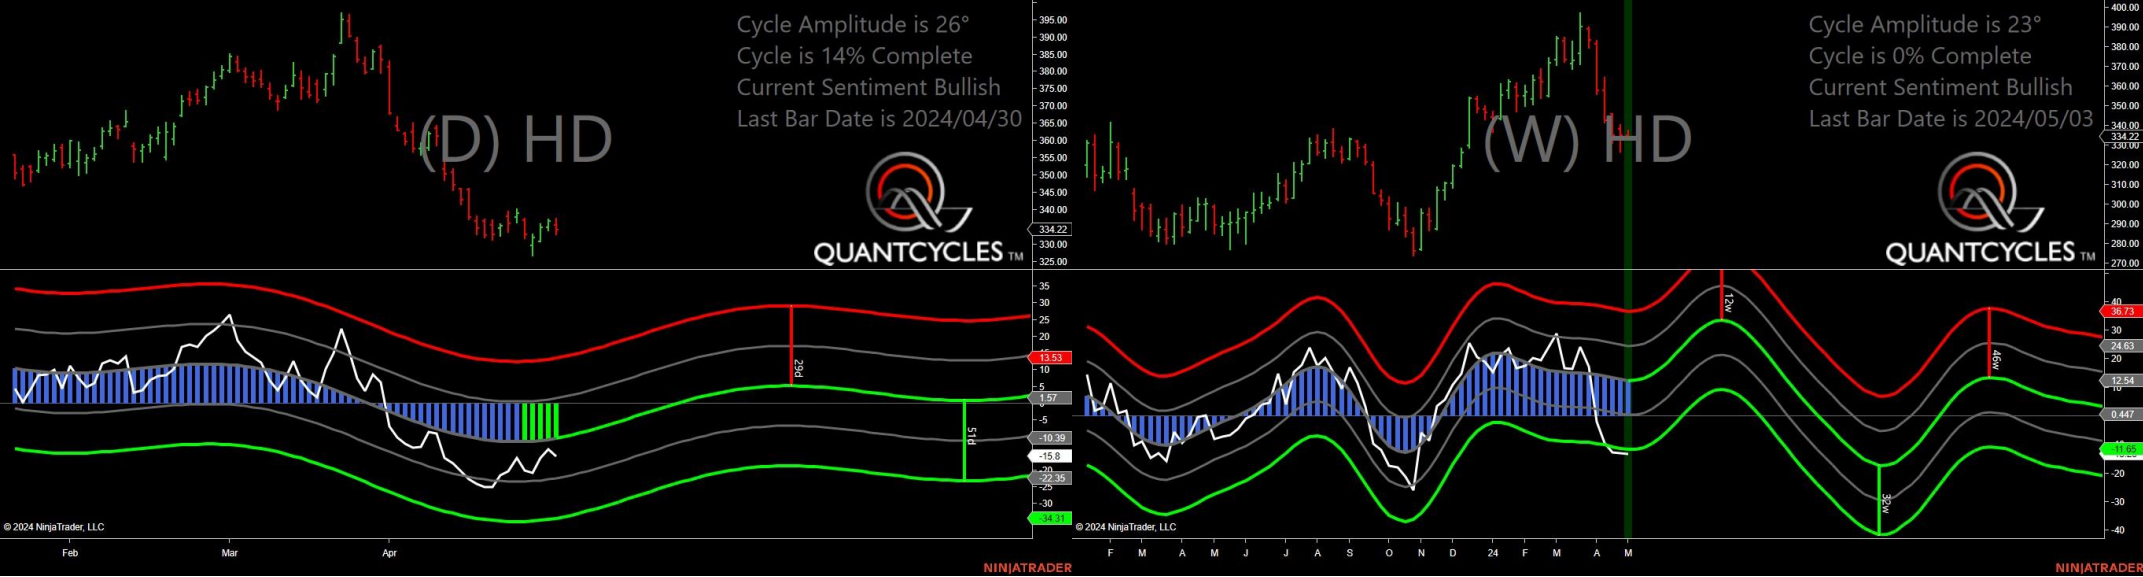 Cycle Amplitude is 26°
Cycle is 14% Complete
Current Sentiment Bullish
Last Bar Date is 2024/04/30
(D) HD
QUANTCYCLES TM
395.00
390.00
385.00
380.00
375.00
370.00
365.00
360.00
355.00
350.00
345.00
340.00
334.22
330.00
325.00
35
30
25
20
13.53
10
5
1.57
-5
-10.39
-15.8
-20
-22.35
-25
-30
-34.31
29d
51d
© 2024 NinjaTrader, LLC
Feb Mar Apr
NINJATRADER
Cycle Amplitude is 23°
Cycle is 0% Complete
Current Sentiment Bullish
Last Bar Date is 2024/05/03
(W) HD
QUANTCYCLES TM
400.00
390.00
380.00
370.00
360.00
350.00
340.00
334.22
330.00
320.00
310.00
300.00
290.00
280.00
270.00
40
36.73
30
24.63
20
12.54
10
0.447
-11.65
-20
-30
-40
12w
46w
32w
© 2024 NinjaTrader, LLC
F M A M J J A S O N D 24 F M A M
NINJATRADER